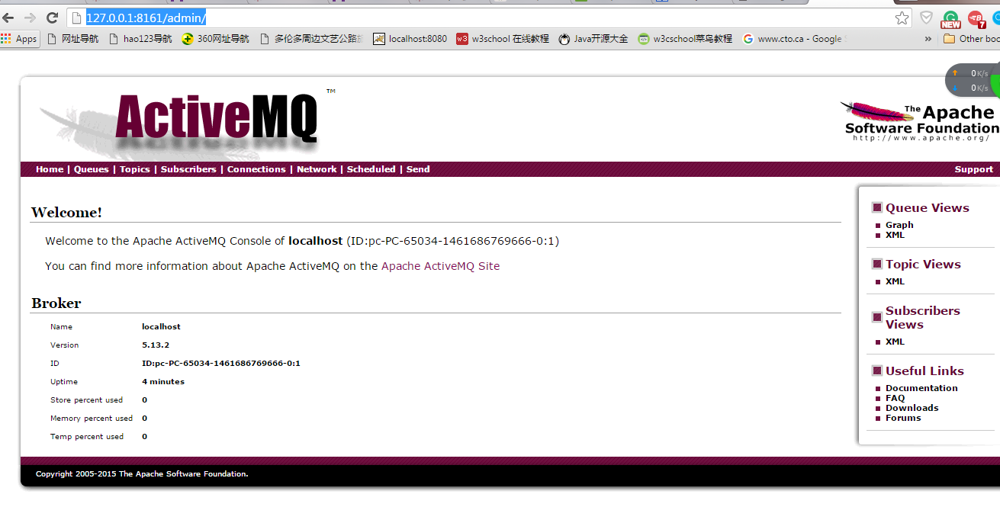 127.0.0.1:8161/admin/
Apps 网址导航 hao123导航 360网址导航 多伦多周边文艺公路旅 localhost:8080 w3school 在线教程 Java开源大全 w3cschool菜鸟教程 www.cto.ca - Google » Other boo
NEW 7
0K/s
0K/s
ActiveMQ ™
The Apache
Software Foundation
http://www.apache.org/
Home | Queues | Topics | Subscribers | Connections | Network | Scheduled | Send Support
Welcome!
Welcome to the Apache ActiveMQ Console of localhost (ID:pc-PC-65034-1461686769666-0:1)
You can find more information about Apache ActiveMQ on the Apache ActiveMQ Site
Broker
Name localhost
Version 5.13.2
ID ID:pc-PC-65034-1461686769666-0:1
Uptime 4 minutes
Store percent used 0
Memory percent used 0
Temp percent used 0
Queue Views
Graph
XML
Topic Views
XML
Subscribers
Views
XML
Useful Links
Documentation
FAQ
Downloads
Forums
Copyright 2005-2015 The Apache Software Foundation.